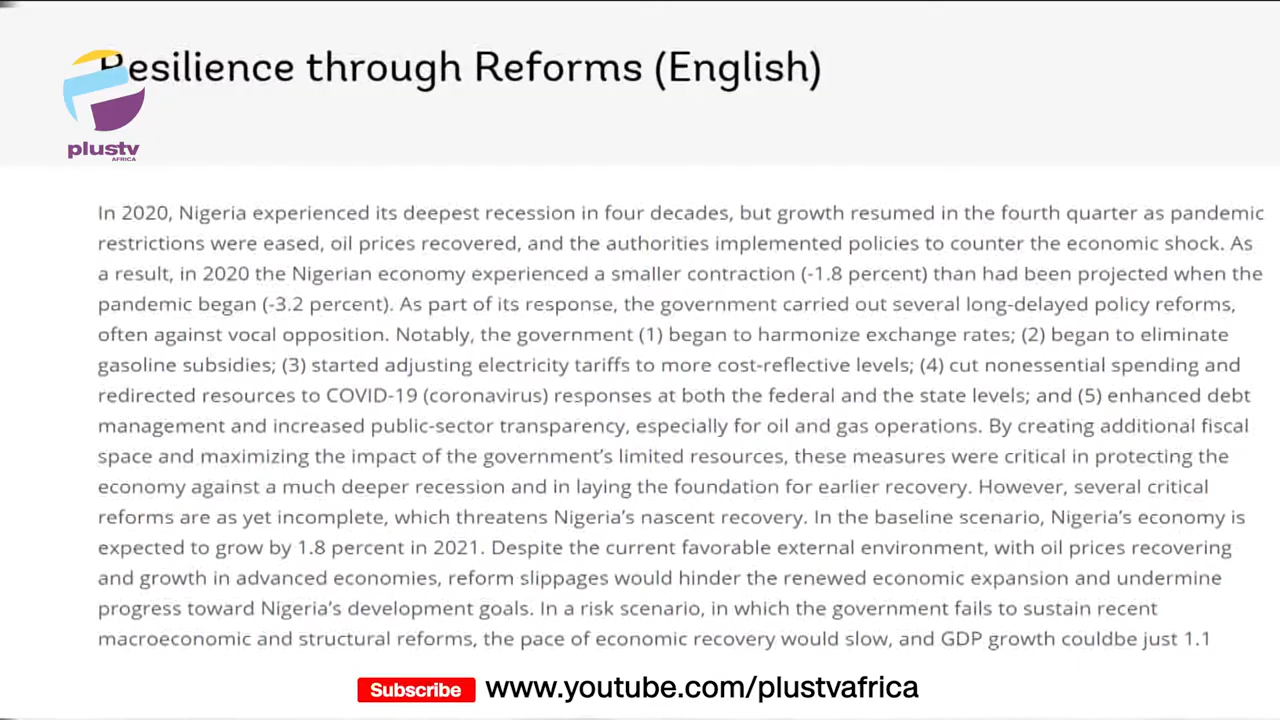 Resilience through Reforms (English)
plustv
AFRICA
In 2020, Nigeria experienced its deepest recession in four decades, but growth resumed in the fourth quarter as pandemic
restrictions were eased, oil prices recovered, and the authorities implemented policies to counter the economic shock. As
a result, in 2020 the Nigerian economy experienced a smaller contraction (-1.8 percent) than had been projected when the
pandemic began (-3.2 percent). As part of its response, the government carried out several long-delayed policy reforms,
often against vocal opposition. Notably, the government (1) began to harmonize exchange rates; (2) began to eliminate
gasoline subsidies; (3) started adjusting electricity tariffs to more cost-reflective levels; (4) cut nonessential spending and
redirected resources to COVID-19 (coronavirus) responses at both the federal and the state levels; and (5) enhanced debt
management and increased public-sector transparency, especially for oil and gas operations. By creating additional fiscal
space and maximizing the impact of the government’s limited resources, these measures were critical in protecting the
economy against a much deeper recession and in laying the foundation for earlier recovery. However, several critical
reforms are as yet incomplete, which threatens Nigeria’s nascent recovery. In the baseline scenario, Nigeria’s economy is
expected to grow by 1.8 percent in 2021. Despite the current favorable external environment, with oil prices recovering
and growth in advanced economies, reform slippages would hinder the renewed economic expansion and undermine
progress toward Nigeria’s development goals. In a risk scenario, in which the government fails to sustain recent
macroeconomic and structural reforms, the pace of economic recovery would slow, and GDP growth couldbe just 1.1
Subscribe www.youtube.com/plustvafrica